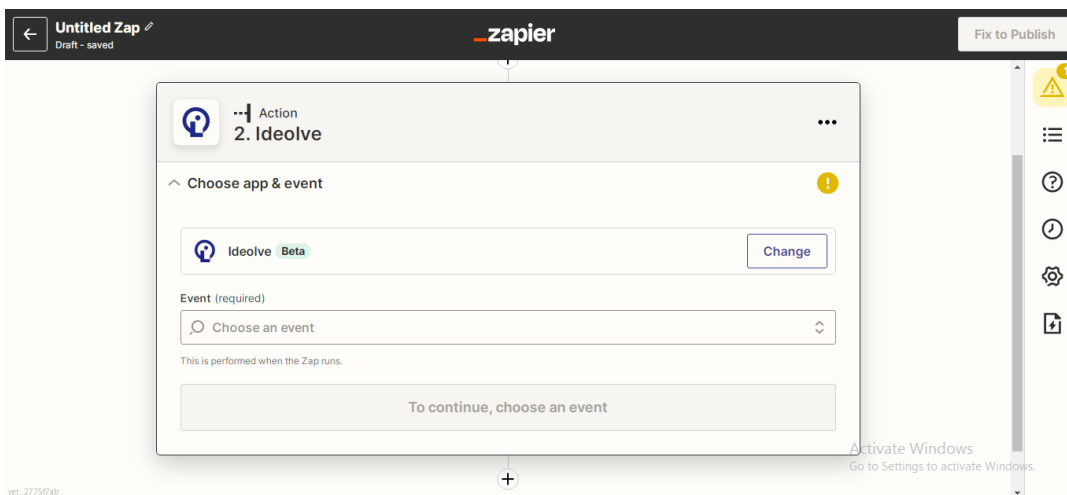 Untitled Zap
Draft - saved
zapier
Fix to Publish
Action
2. Ideolve
Choose app & event
Ideolve Beta
Change
Event (required)
Choose an event
This is performed when the Zap runs.
To continue, choose an event
Activate Windows
Go to Settings to activate Windows.
ver. 2775f7ab